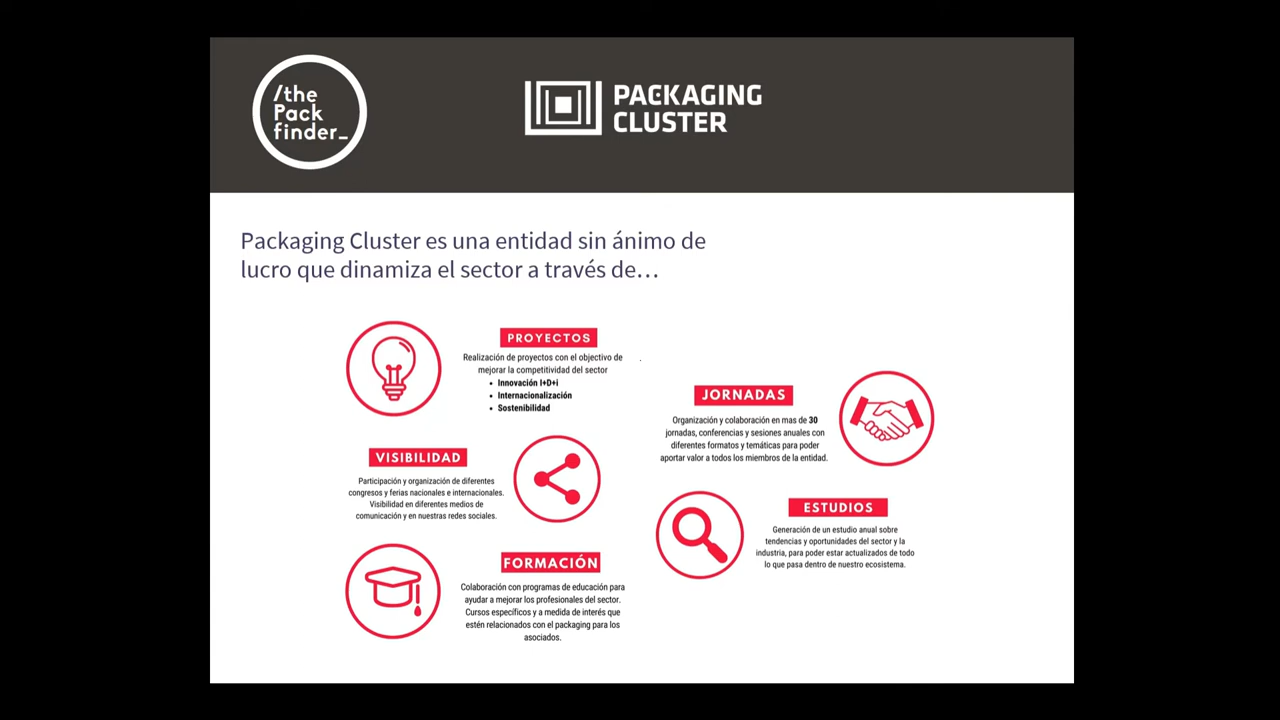 /the
Pack
finder_
PACKAGING
CLUSTER
Packaging Cluster es una entidad sin ánimo de
lucro que dinamiza el sector a través de…
PROYECTOS
Realización de proyectos con el objectivo de
mejorar la competitividad del sector
• Innovación I+D+i
• Internacionalización
• Sostenibilidad
VISIBILIDAD
Participación y organización de diferentes
congresos y ferias nacionales e internacionales.
Visibilidad en diferentes medios de
comunicación y en nuestras redes sociales.
FORMACIÓN
Colaboración con programas de educación para
ayudar a mejorar los profesionales del sector.
Cursos específicos y a medida de interés que
estén relacionados con el packaging para los
asociados.
JORNADAS
Organización y colaboración en mas de 30
jornadas, conferencias y sesiones anuales con
diferentes formatos y temáticas para poder
aportar valor a todos los miembros de la entidad.
ESTUDIOS
Generación de un estudio anual sobre
tendencias y oportunidades del sector y la
industria, para poder estar actualizados de todo
lo que pasa dentro de nuestro ecosistema.